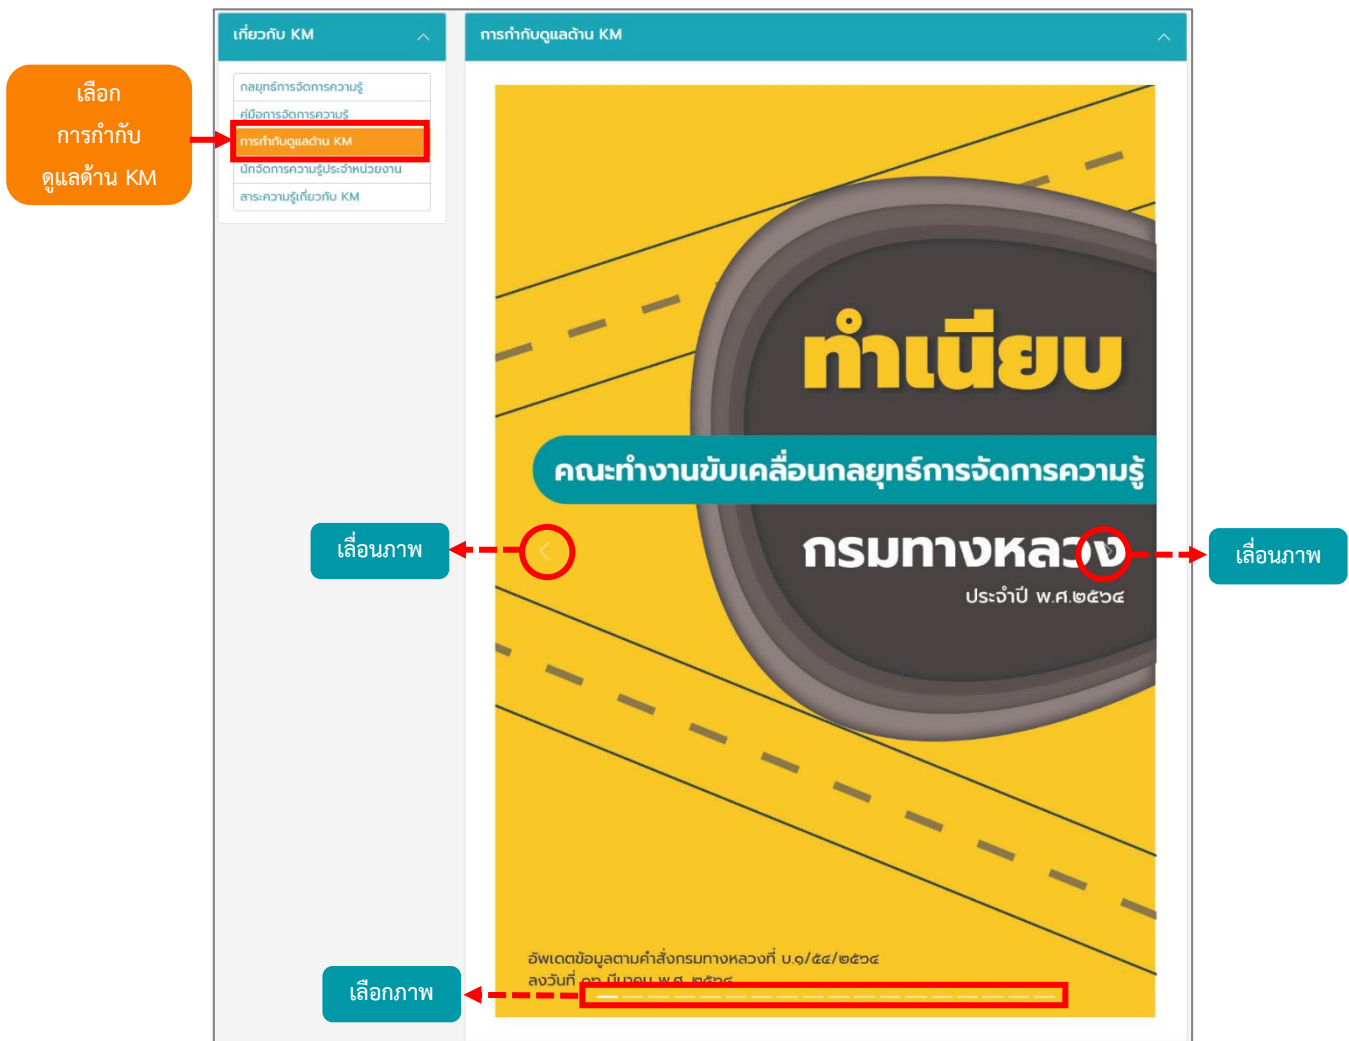 เกี่ยวกับ KM
การกำกับดูแลด้าน KM
เลือก
การกำกับ
ดูแลด้าน KM
กลยุทธ์การจัดการความรู้
คู่มือการจัดการความรู้
การกำกับดูแลด้าน KM
นักจัดการความรู้ประจำหน่วยงาน
สาระความรู้เกี่ยวกับ KM
ทำเนียบ
คณะทำงานขับเคลื่อนกลยุทธ์การจัดการความรู้
กรมทางหลวง
ประจำปี พ.ศ.๒๕๖๔
เลื่อนภาพ
เลื่อนภาพ
อัพเดตข้อมูลตามคำสั่งกรมทางหลวงที่ บ.๑/๕๔/๒๕๖๔
ลงวันที่ ๑๖ มีนาคม พ.ศ. ๒๕๖๔
เลือกภาพ